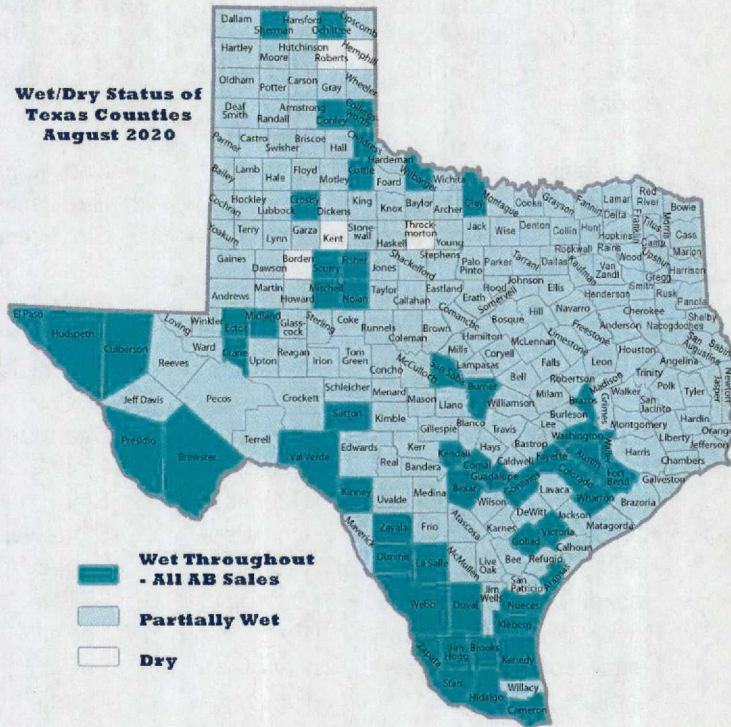 Wet/Dry Status of
Texas Counties
August 2020
Dallam Sherman Hansford Ochiltree Lipscomb
Hartley Moore Hutchinson Roberts Hemphill
Oldham Potter Carson Gray Wheeler
Deaf Smith Randall Armstrong Donley Collingsworth
Parmer Castro Swisher Briscoe Hall Childress
Bailey Lamb Hale Floyd Motley Cottle Hardeman Foard Wilbarger Wichita Clay Montague Cooke Grayson Fannin Lamar Red River Bowie
Cochran Hockley Lubbock Crosby Dickens King Knox Baylor Archer Jack Wise Denton Collin Hunt Delta Hopkins Franklin Titus Camp Morris Cass Marion
Yoakum Terry Lynn Garza Kent Stonewall Haskell Throckmorton Young Rockwall Rains Wood Upshur Harrison
Gaines Dawson Borden Scurry Fisher Jones Shackelford Stephens Palo Pinto Parker Tarrant Dallas Kaufman Van Zandt Gregg Smith Rusk Panola
Andrews Martin Howard Mitchell Nolan Taylor Callahan Eastland Erath Hood Somervell Johnson Ellis Henderson Cherokee Shelby
El Paso Hudspeth Culberson Loving Winkler Ector Midland Glasscock Sterling Coke Runnels Coleman Brown Comanche Hamilton Bosque Hill Navarro Freestone Anderson Nacogdoches San Augustine Sabine
Reeves Ward Crane Upton Reagan Irion Tom Green Concho McCulloch San Saba Mills Lampasas Coryell McLennan Limestone Falls Leon Houston Angelina
Jeff Davis Pecos Crockett Schleicher Menard Mason Llano Burnet Bell Williamson Milam Robertson Brazos Madison Grimes Walker Trinity Polk Tyler Jasper Newton
Presidio Brewster Terrell Sutton Kimble Gillespie Blanco Travis Lee Burleson Washington Montgomery San Jacinto Hardin Orange
Val Verde Edwards Kerr Kendall Hays Bastrop Fayette Austin Waller Harris Liberty Jefferson
Real Bandera Comal Caldwell Guadalupe Gonzales Colorado Fort Bend Chambers Galveston
Kinney Uvalde Medina Bexar Wilson Lavaca Wharton Brazoria
Maverick Zavala Frio Atascosa Karnes DeWitt Jackson Matagorda
Dimmit La Salle McMullen Live Oak Bee Goliad Victoria Calhoun Refugio Aransas
Webb Duval Jim Wells San Patricio Nueces
Kleberg
Zapata Jim Hogg Brooks Kenedy
Starr Hidalgo Willacy
Cameron
Wet Throughout
- All AB Sales
Partially Wet
Dry